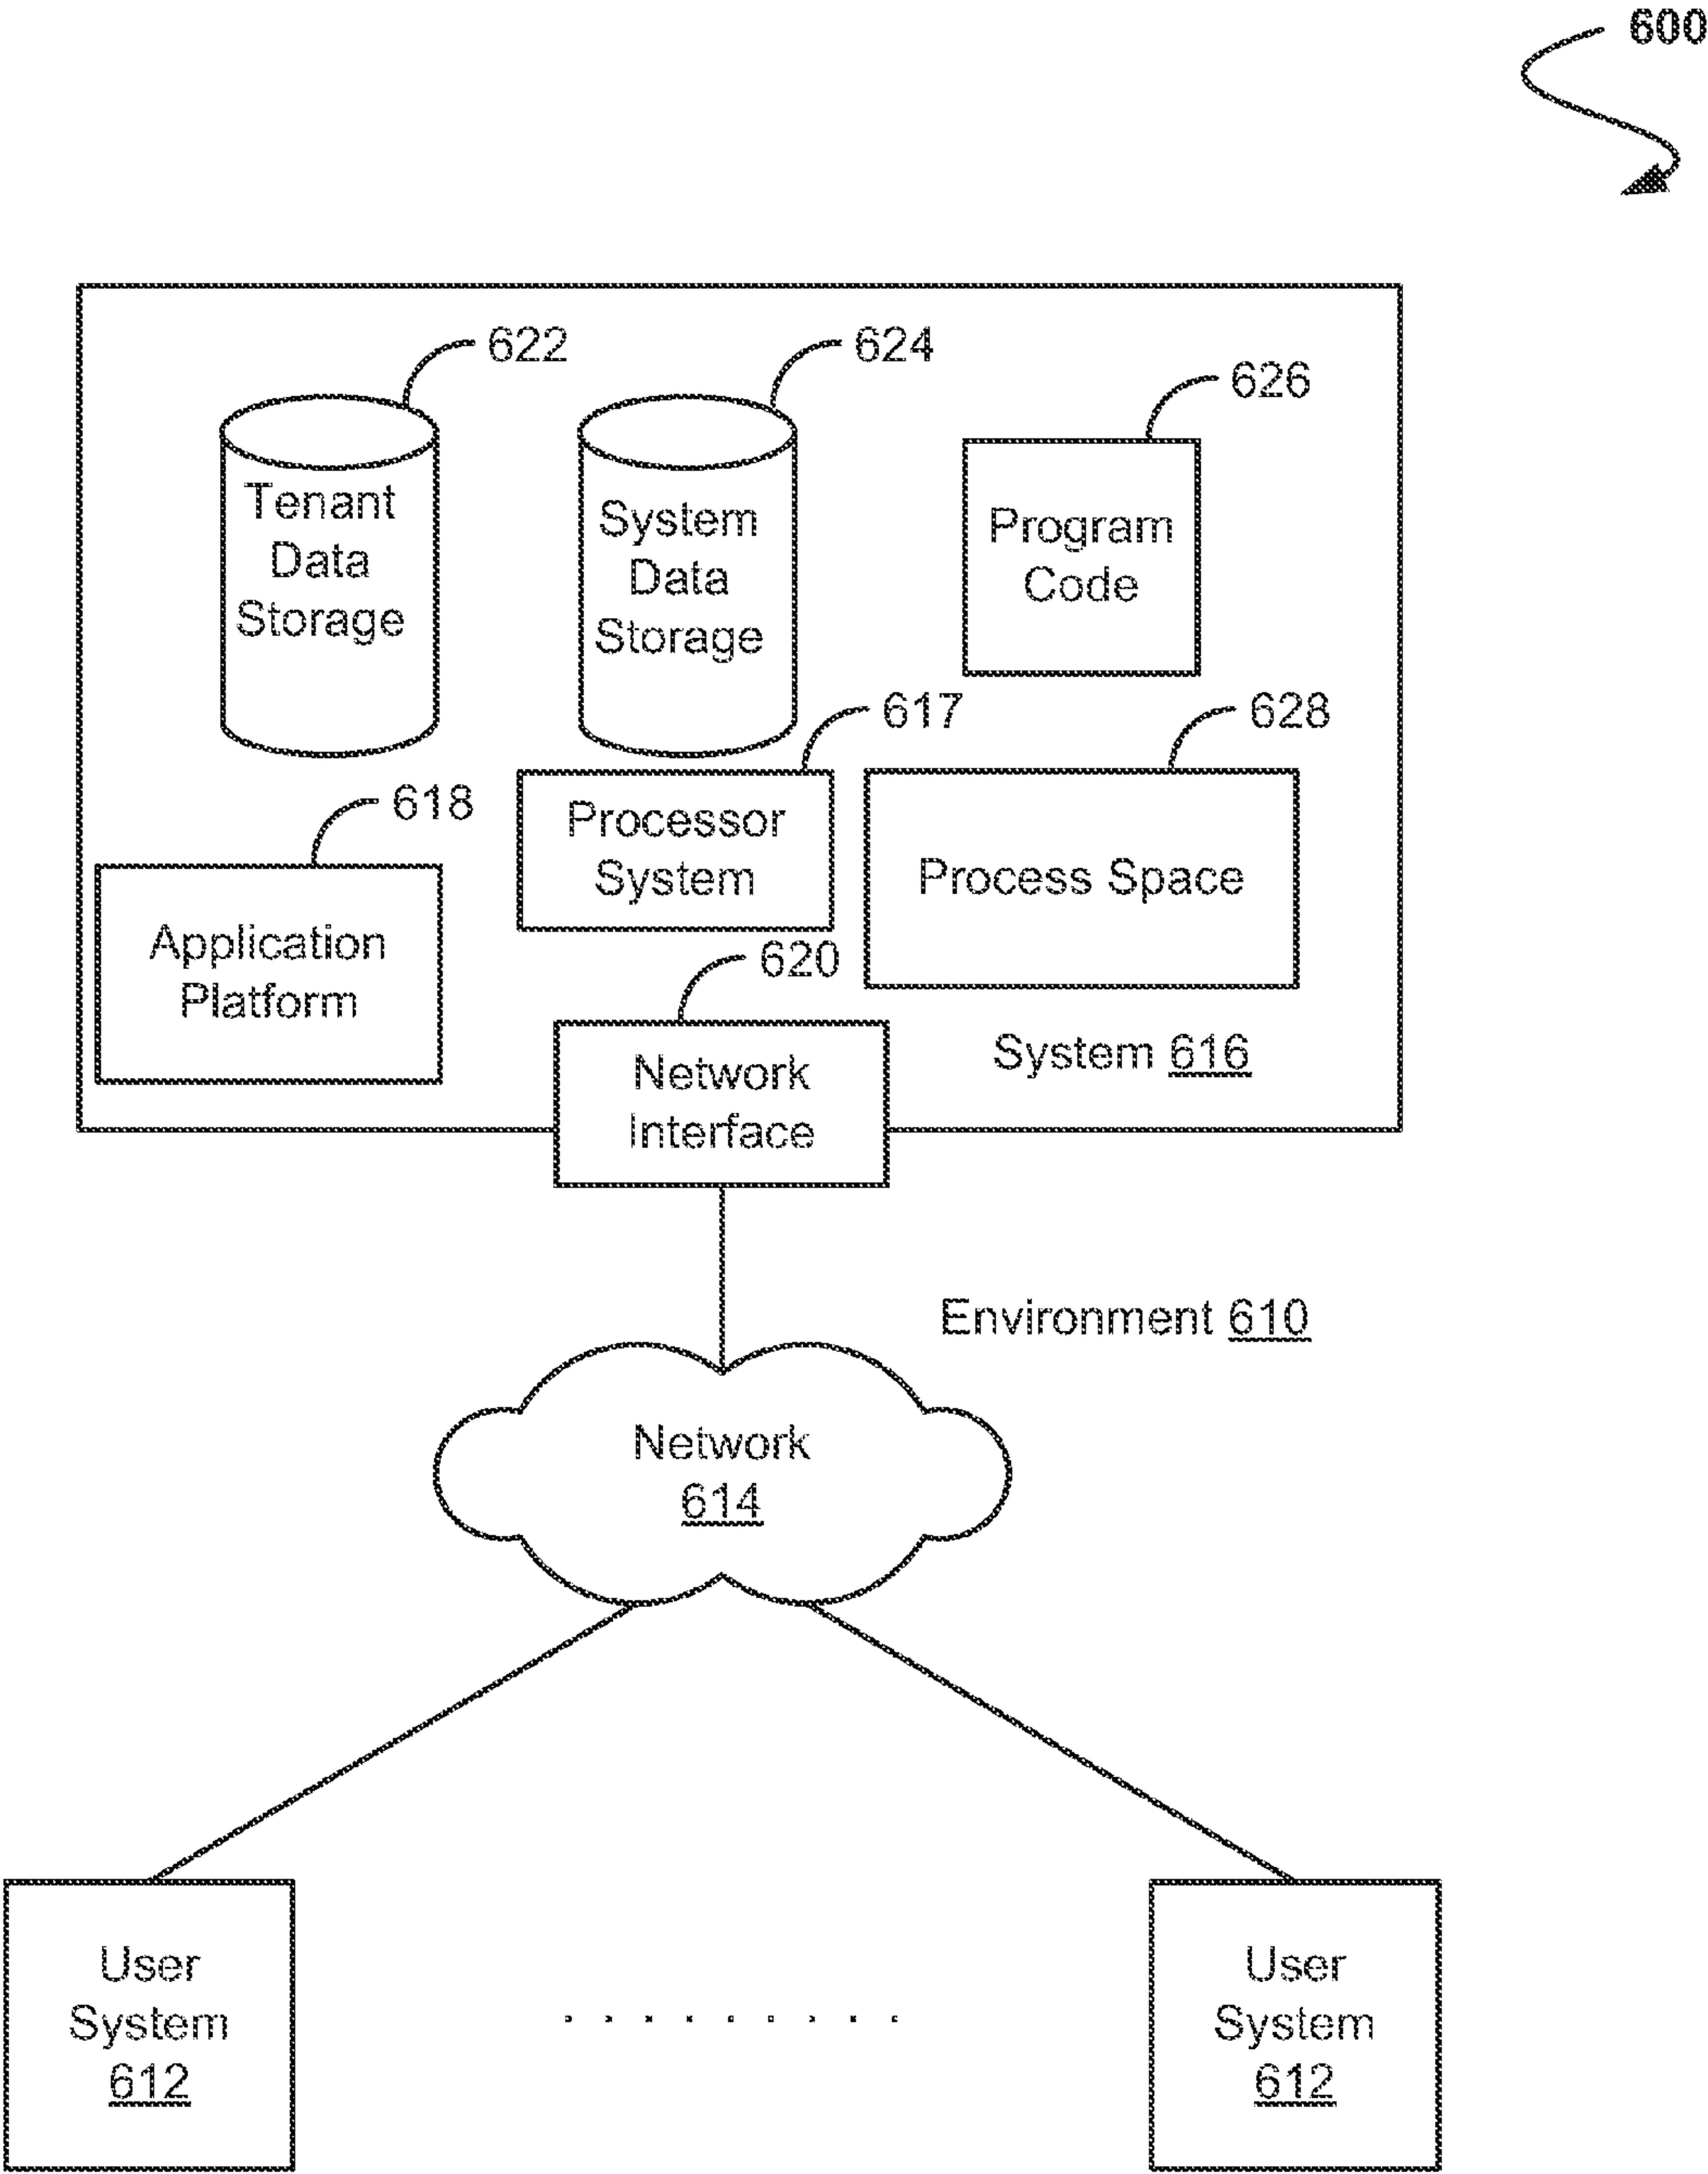 600
622
624
626
Tenant
Data
Storage
System
Data
Storage
Program
Code
617
628
618
Processor
System
Process Space
Application
Platform
620
Network
Interface
System 616
Environment 610
Network
614
User
System
612
User
System
612